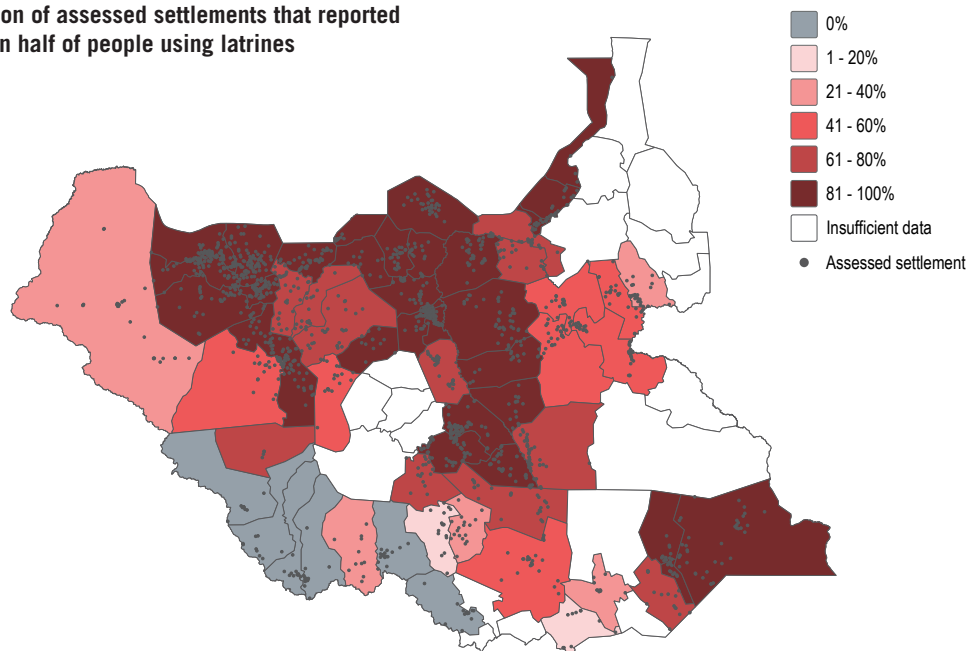 on of assessed settlements that reported
n half of people using latrines
0%
1 - 20%
21 - 40%
41 - 60%
61 - 80%
81 - 100%
Insufficient data
Assessed settlement